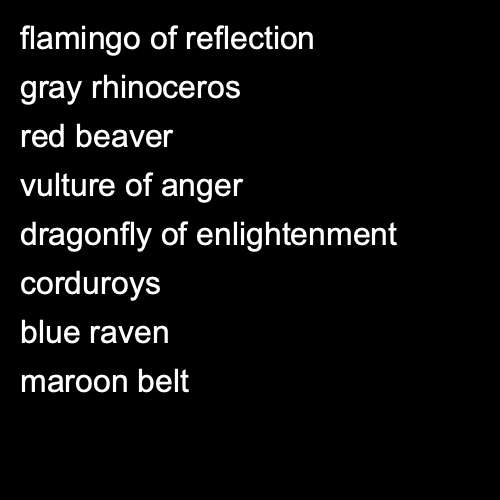 flamingo of reflection
gray rhinoceros
red beaver
vulture of anger
dragonfly of enlightenment
corduroys
blue raven
maroon belt